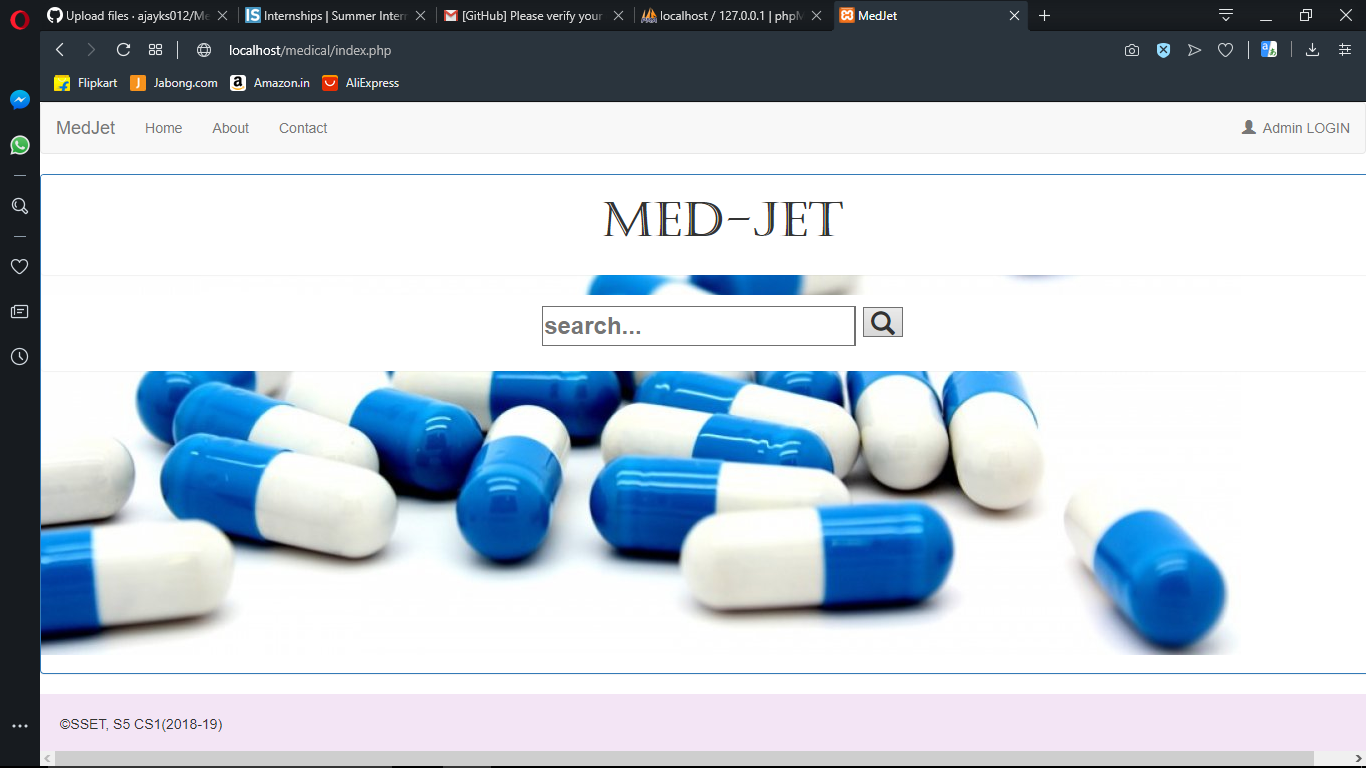 Upload files · ajayks012/Me
Internships | Summer Intern
[GitHub] Please verify your
localhost / 127.0.0.1 | phpM
MedJet
localhost/medical/index.php
Flipkart
Jabong.com
Amazon.in
AliExpress
MedJet
Home
About
Contact
Admin LOGIN
MED-JET
search...
©SSET, S5 CS1(2018-19)